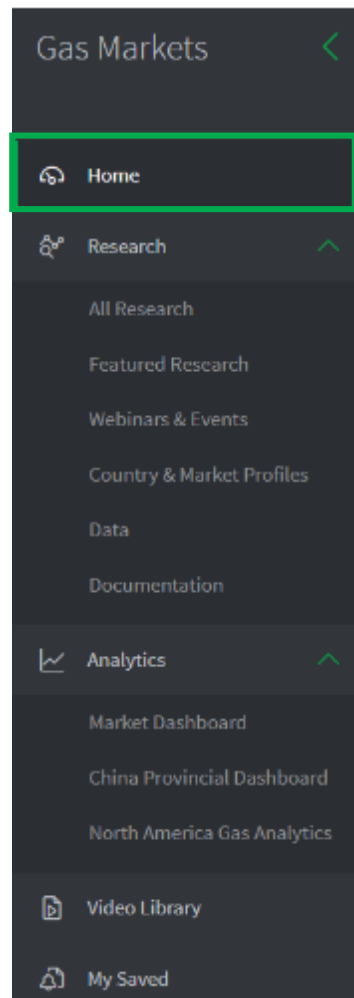 Gas Markets
Home
Research
All Research
Featured Research
Webinars & Events
Country & Market Profiles
Data
Documentation
Analytics
Market Dashboard
China Provincial Dashboard
North America Gas Analytics
Video Library
My Saved